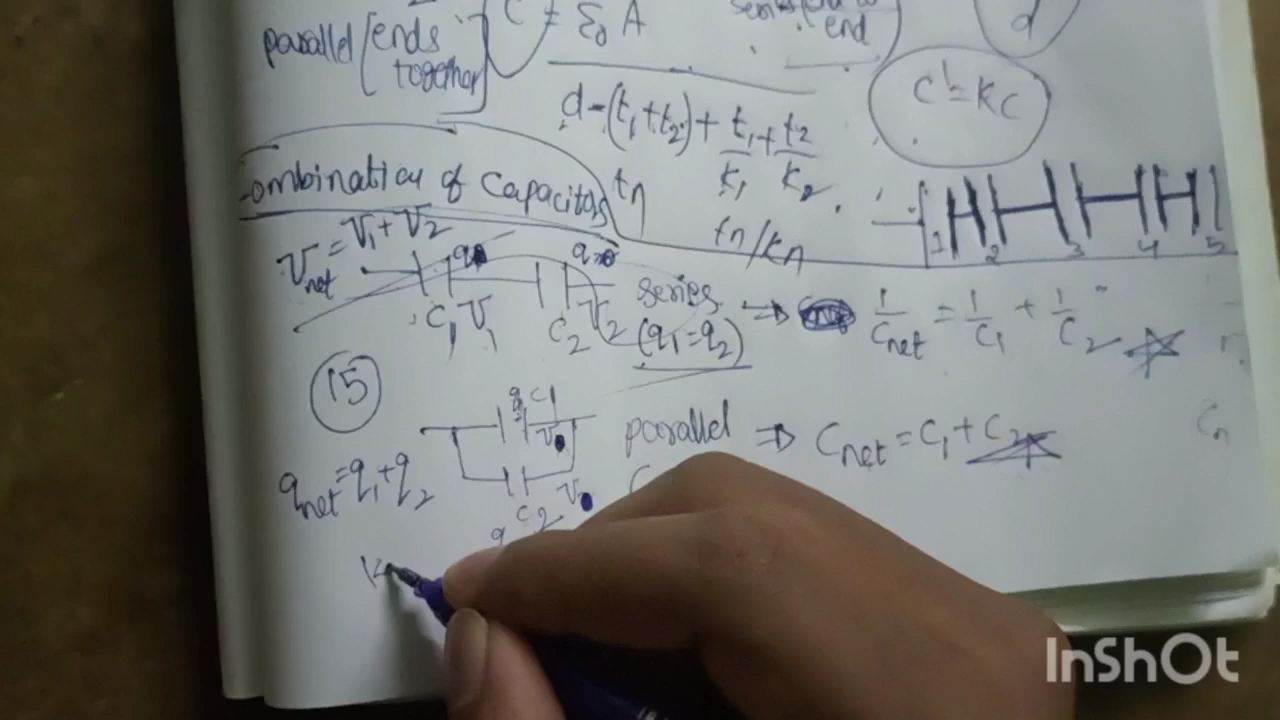 parallel [ends together]
C = ε₀ A
end
d
d - (t₁ + t₂) + t₁/K₁ + t₂/K₂
C' = KC
ombination of Capacitors
tn
tn/Kn
1 2 3 4 5
Vnet = V₁ + V₂
q q
C₁ V₁ C₂ V₂
series
(q₁ = q₂)
⇒ 1/Cnet = 1/C₁ + 1/C₂
15
C₁
V
parallel ⇒ Cnet = C₁ + C₂
qnet = q₁ + q₂
C₂ V
q
Cn
InShOt